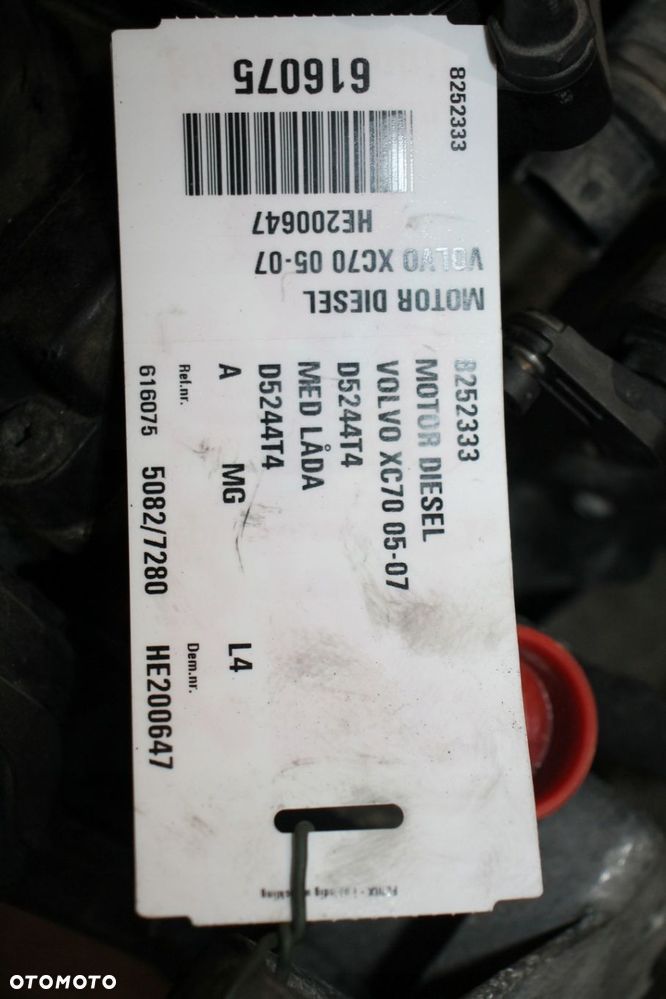 616075
8252333
HE200647
VOLVO XC70 05-07
MOTOR DIESEL
8252333
MOTOR DIESEL
VOLVO XC70 05-07
D5244T4
MED LÅDA
D5244T4
A MG L4
Ref.nr. Dem.nr.
616075 5082/7280 HE200647
OTOMOTO